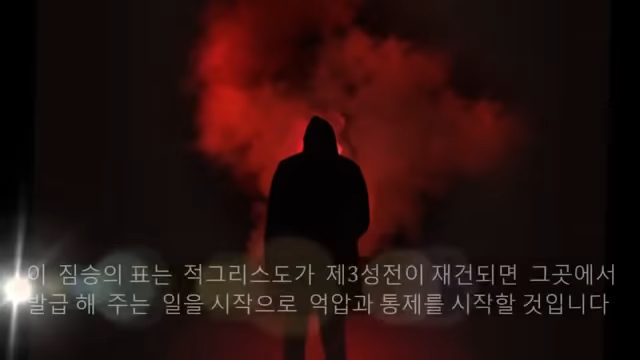 이 짐승의 표는 적그리스도가 제3성전이 재건되면 그곳에서
발급 해 주는 일을 시작으로 억압과 통제를 시작할 것입니다